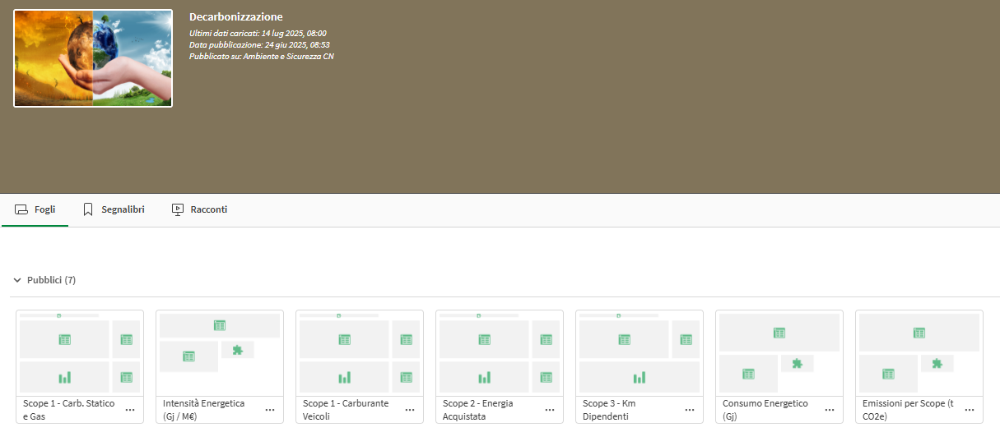 Decarbonizzazione
Ultimi dati caricati: 14 lug 2025, 08:00
Data pubblicazione: 24 giu 2025, 08:53
Pubblicato su: Ambiente e Sicurezza CN
Fogli
Segnalibri
Racconti
Pubblici (7)
Scope 1 - Carb. Statico
e Gas
Intensità Energetica
(Gj / M€)
Scope 1 - Carburante
Veicoli
Scope 2 - Energia
Acquistata
Scope 3 - Km
Dipendenti
Consumo Energetico
(Gj)
Emissioni per Scope (t
CO2e)